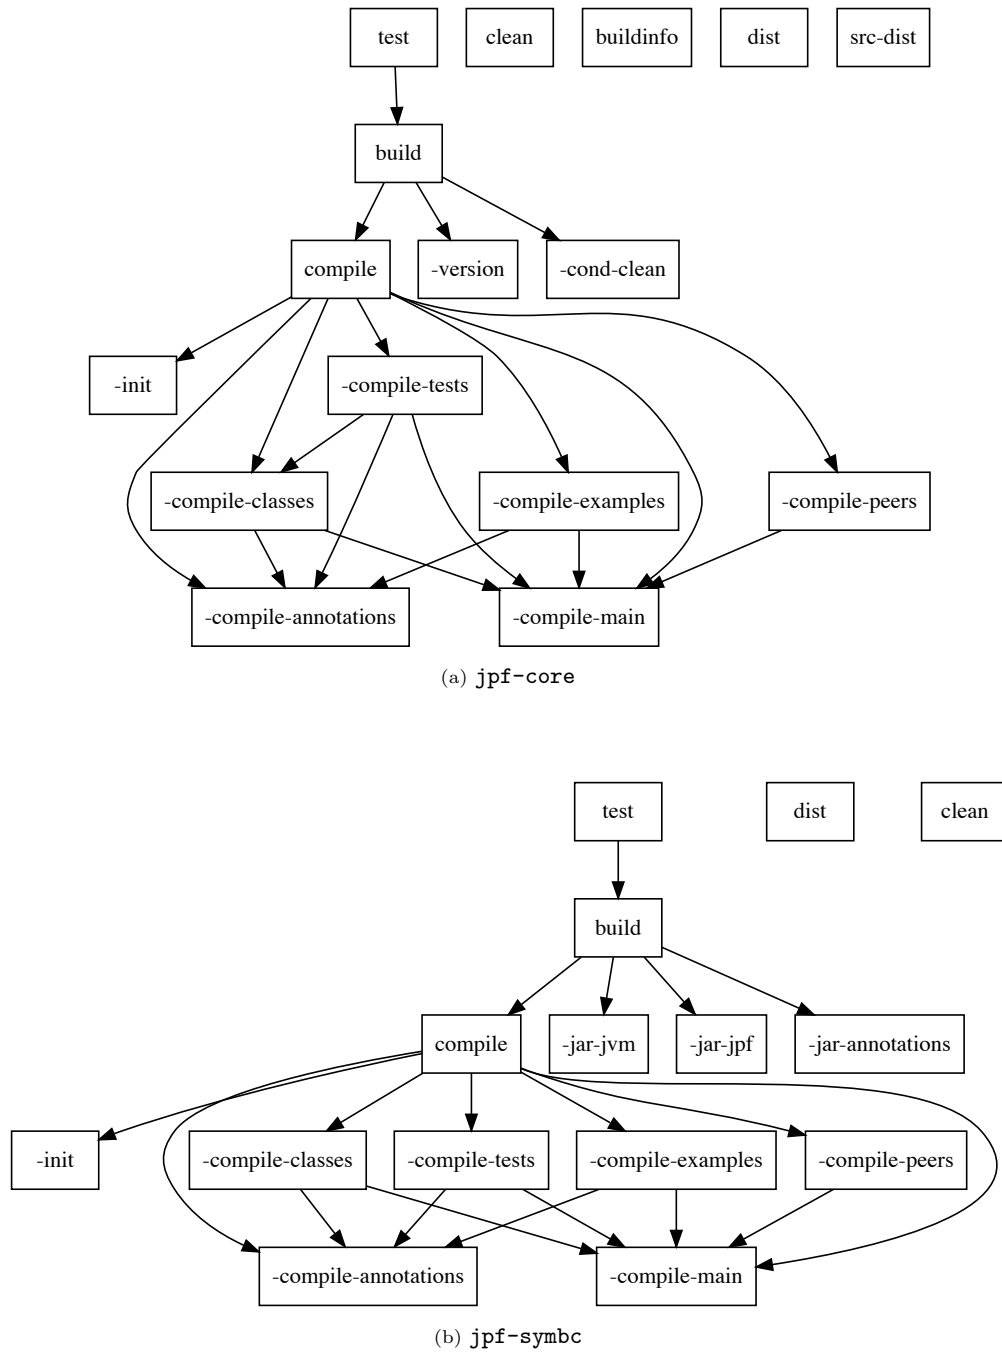 test clean buildinfo dist src-dist
build
compile -version -cond-clean
-init -compile-tests
-compile-classes -compile-examples -compile-peers
-compile-annotations -compile-main
(a) jpf-core
test dist clean
build
compile -jar-jvm -jar-jpf -jar-annotations
-init -compile-classes -compile-tests -compile-examples -compile-peers
-compile-annotations -compile-main
(b) jpf-symbc